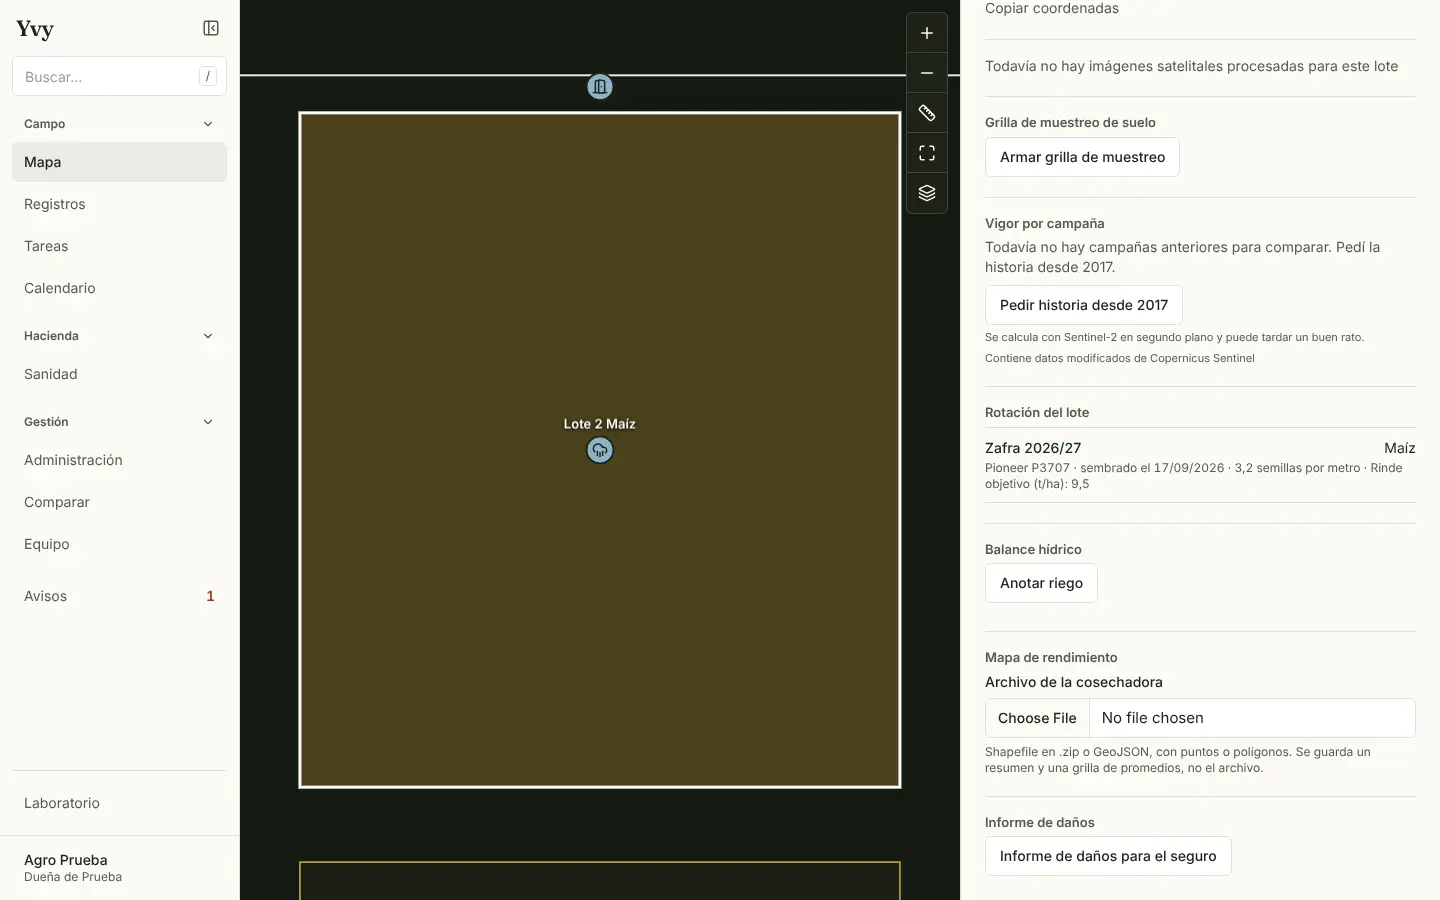 Yvy
Buscar...
/
Campo
Mapa
Registros
Tareas
Calendario
Hacienda
Sanidad
Gestión
Administración
Comparar
Equipo
Avisos
1
Laboratorio
Agro Prueba
Dueña de Prueba
Lote 2 Maíz
Copiar coordenadas
Todavía no hay imágenes satelitales procesadas para este lote
Grilla de muestreo de suelo
Armar grilla de muestreo
Vigor por campaña
Todavía no hay campañas anteriores para comparar. Pedí la
historia desde 2017.
Pedir historia desde 2017
Se calcula con Sentinel-2 en segundo plano y puede tardar un buen rato.
Contiene datos modificados de Copernicus Sentinel
Rotación del lote
Zafra 2026/27
Maíz
Pioneer P3707 · sembrado el 17/09/2026 · 3,2 semillas por metro · Rinde
objetivo (t/ha): 9,5
Balance hídrico
Anotar riego
Mapa de rendimiento
Archivo de la cosechadora
Choose File
No file chosen
Shapefile en .zip o GeoJSON, con puntos o polígonos. Se guarda un
resumen y una grilla de promedios, no el archivo.
Informe de daños
Informe de daños para el seguro